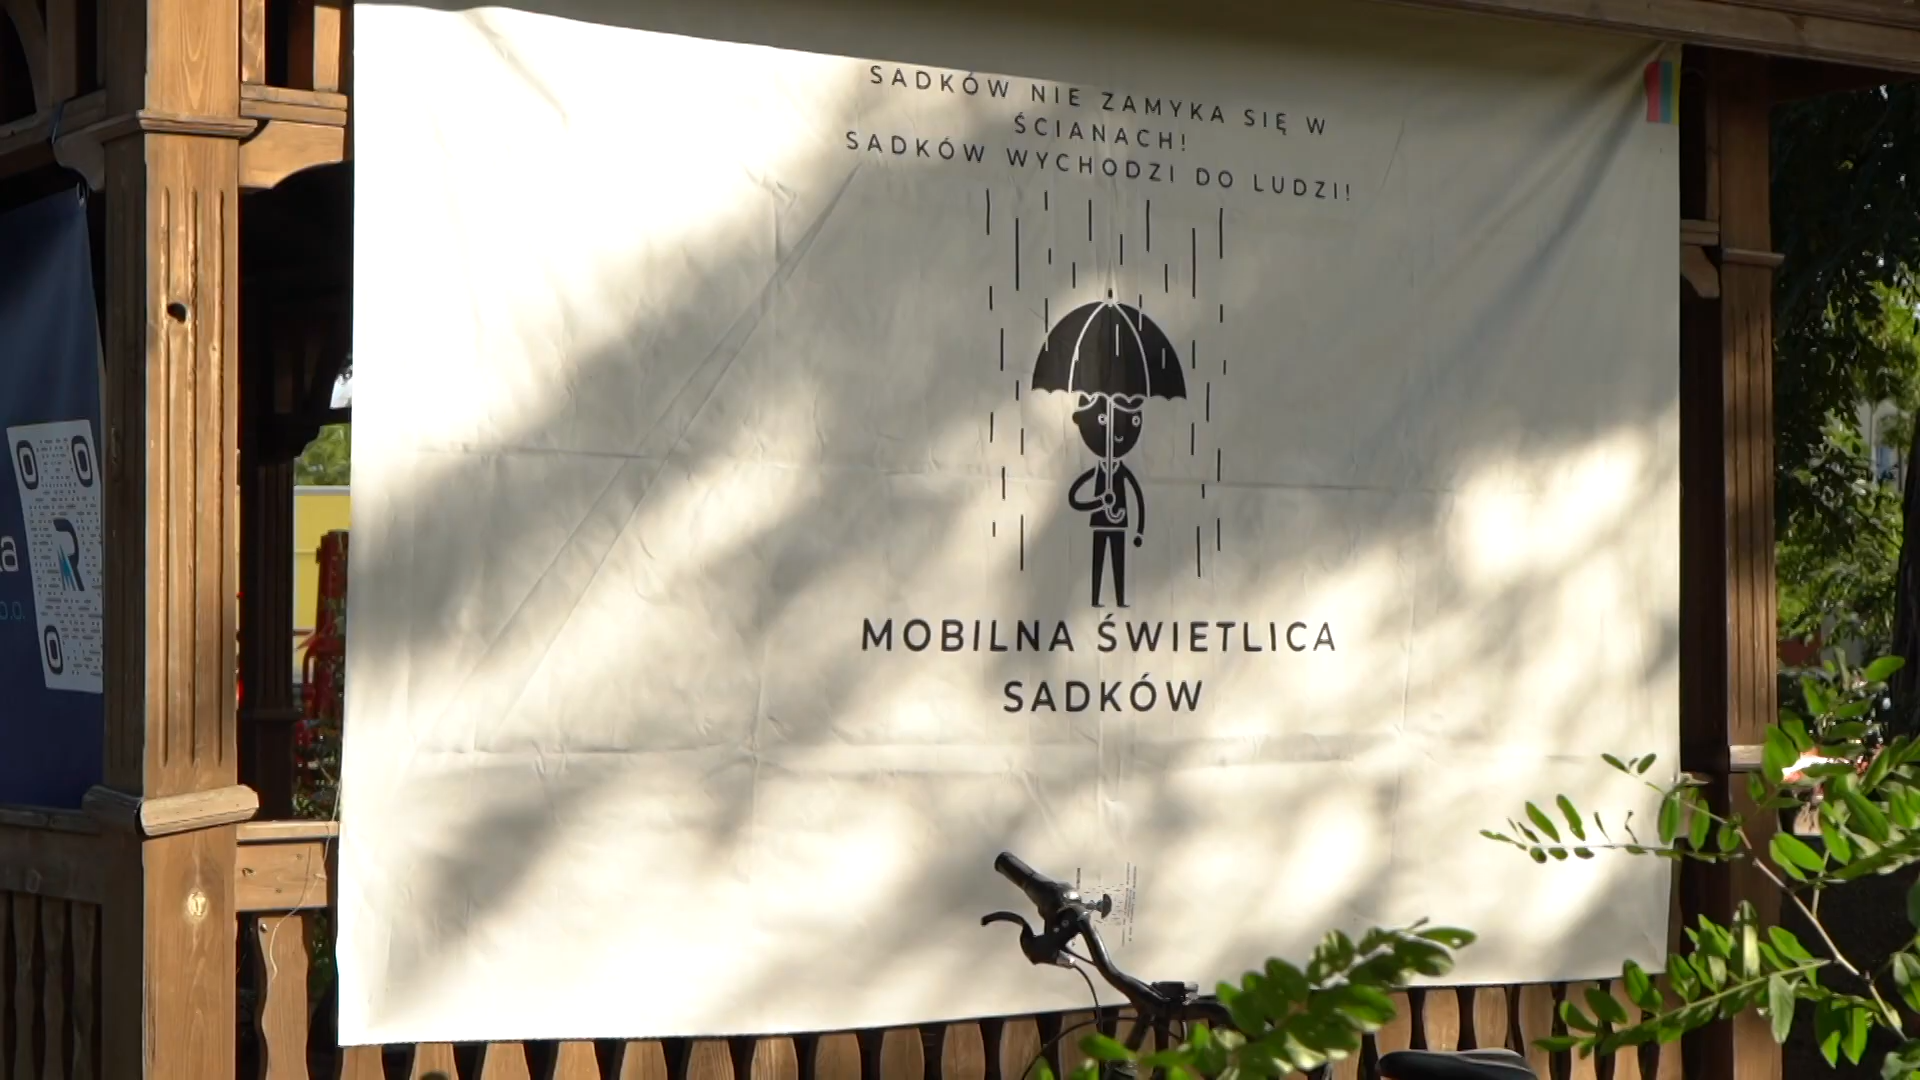 SADKÓW NIE ZAMYKA SIĘ W
ŚCIANACH!
SADKÓW WYCHODZI DO LUDZI!
MOBILNA ŚWIETLICA
SADKÓW